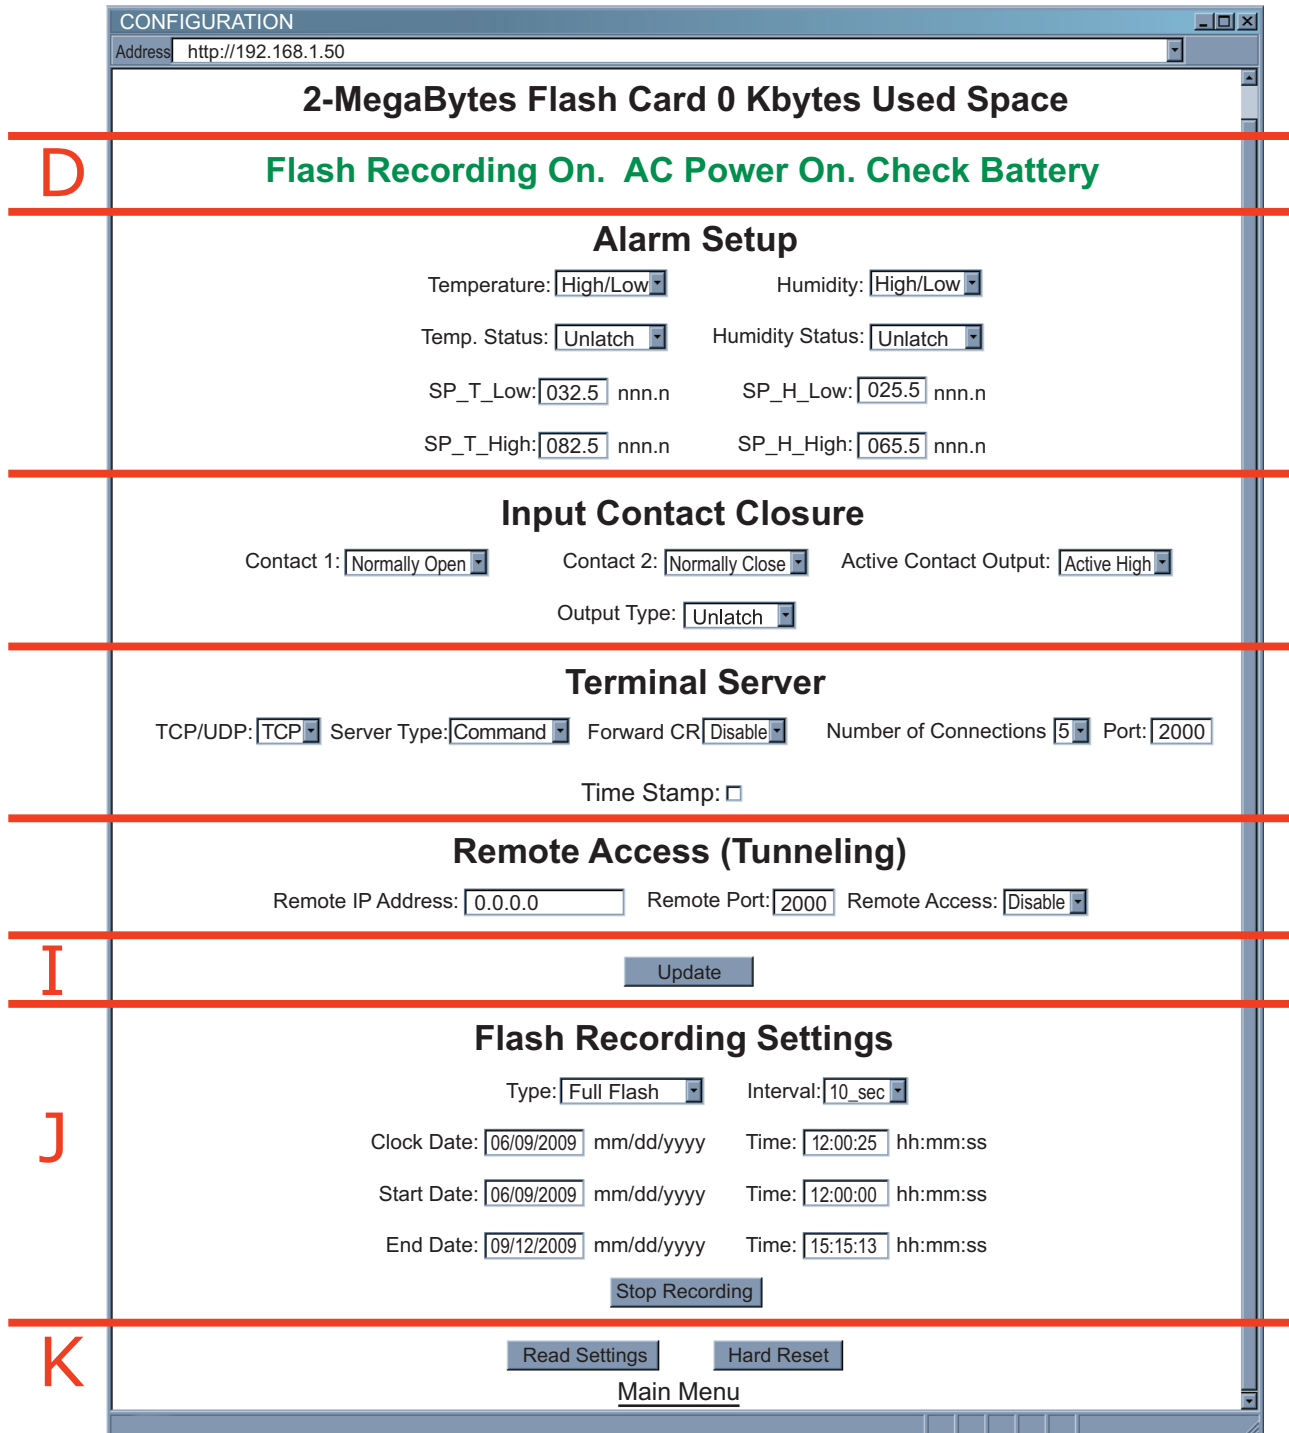 CONFIGURATION
Address http://192.168.1.50
2-MegaBytes Flash Card 0 Kbytes Used Space
D
Flash Recording On. AC Power On. Check Battery
Alarm Setup
Temperature: High/Low Humidity: High/Low
Temp. Status: Unlatch Humidity Status: Unlatch
SP_T_Low: 032.5 nnn.n SP_H_Low: 025.5 nnn.n
SP_T_High: 082.5 nnn.n SP_H_High: 065.5 nnn.n
Input Contact Closure
Contact 1: Normally Open Contact 2: Normally Close Active Contact Output: Active High
Output Type: Unlatch
Terminal Server
TCP/UDP: TCP Server Type: Command Forward CR Disable Number of Connections 5 Port: 2000
Time Stamp:
Remote Access (Tunneling)
Remote IP Address: 0.0.0.0 Remote Port: 2000 Remote Access: Disable
I
Update
Flash Recording Settings
Type: Full Flash Interval: 10_sec
J
Clock Date: 06/09/2009 mm/dd/yyyy Time: 12:00:25 hh:mm:ss
Start Date: 06/09/2009 mm/dd/yyyy Time: 12:00:00 hh:mm:ss
End Date: 09/12/2009 mm/dd/yyyy Time: 15:15:13 hh:mm:ss
Stop Recording
K
Read Settings Hard Reset
Main Menu